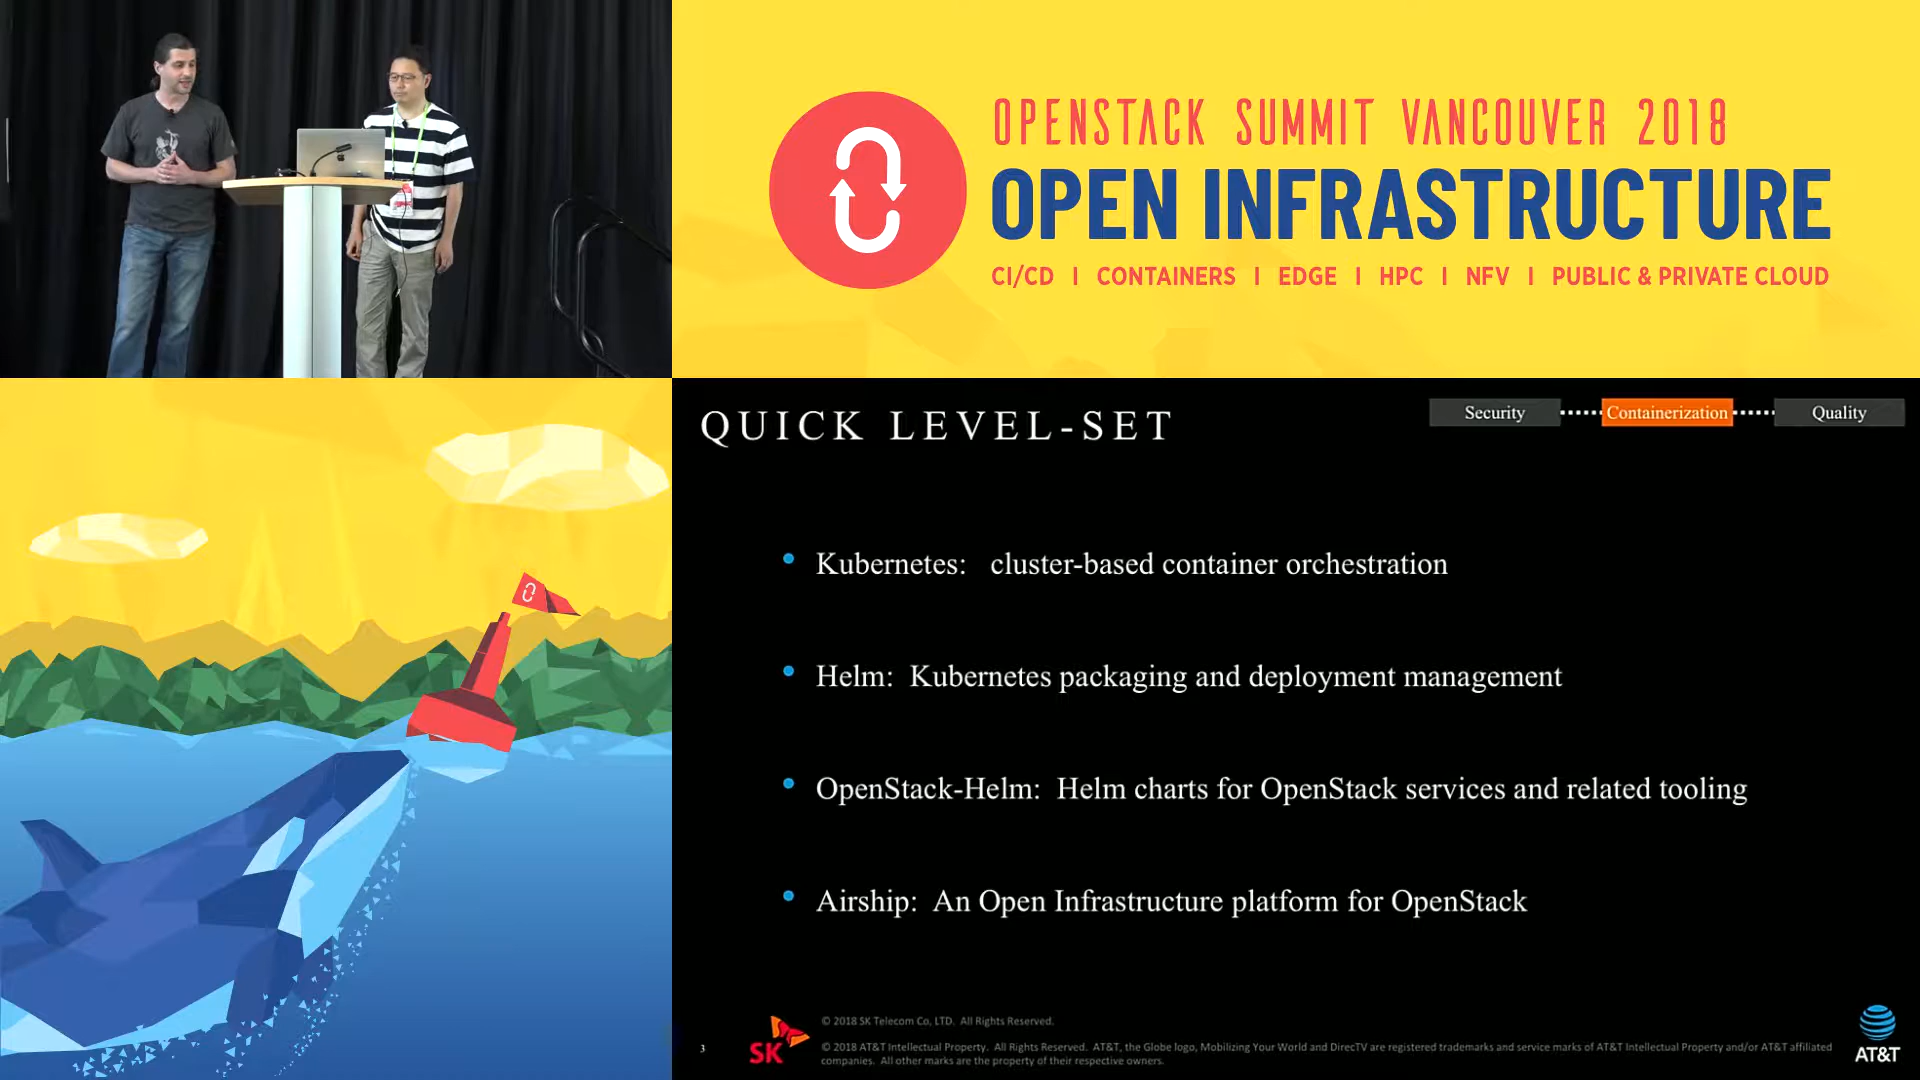 OPENSTACK SUMMIT VANCOUVER 2018
OPEN INFRASTRUCTURE
CI/CD I CONTAINERS I EDGE I HPC I NFV I PUBLIC & PRIVATE CLOUD
QUICK LEVEL-SET
Security
Containerization
Quality
• Kubernetes: cluster-based container orchestration
• Helm: Kubernetes packaging and deployment management
• OpenStack-Helm: Helm charts for OpenStack services and related tooling
• Airship: An Open Infrastructure platform for OpenStack
3
SK
© 2018 SK Telecom Co, LTD. All Rights Reserved.
© 2018 AT&T Intellectual Property. All Rights Reserved. AT&T, the Globe logo, Mobilizing Your World and DirecTV are registered trademarks and service marks of AT&T Intellectual Property and/or AT&T affiliated
companies. All other marks are the property of their respective owners.
AT&T